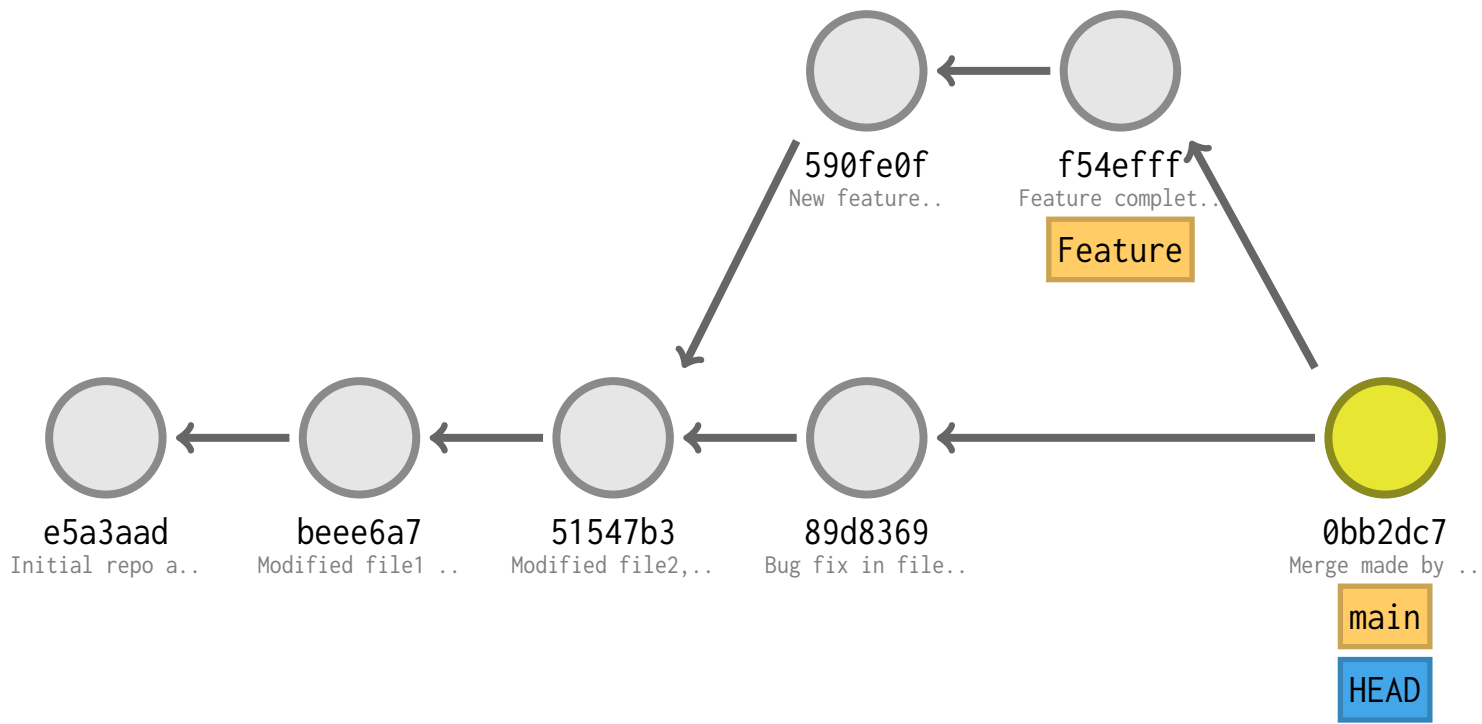 590fe0f
New feature..
f54efff
Feature complet..
Feature
e5a3aad
Initial repo a..
beee6a7
Modified file1 ..
51547b3
Modified file2,..
89d8369
Bug fix in file..
0bb2dc7
Merge made by ..
main
HEAD